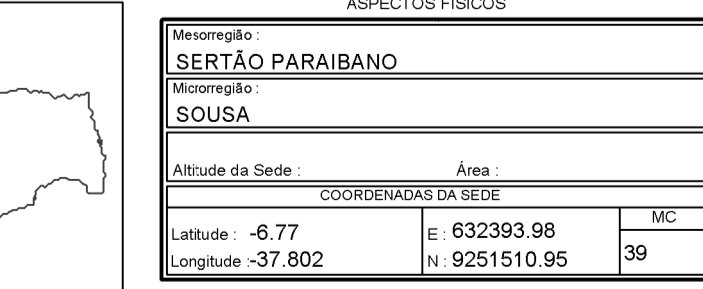 ASPECTOS FÍSICOS
Mesorregião :
SERTÃO PARAIBANO
Microrregião :
SOUSA
Altitude da Sede : Área :
COORDENADAS DA SEDE
MC
Latitude : -6.77 E : 632393.98
39
Longitude :-37.802 N : 9251510.95